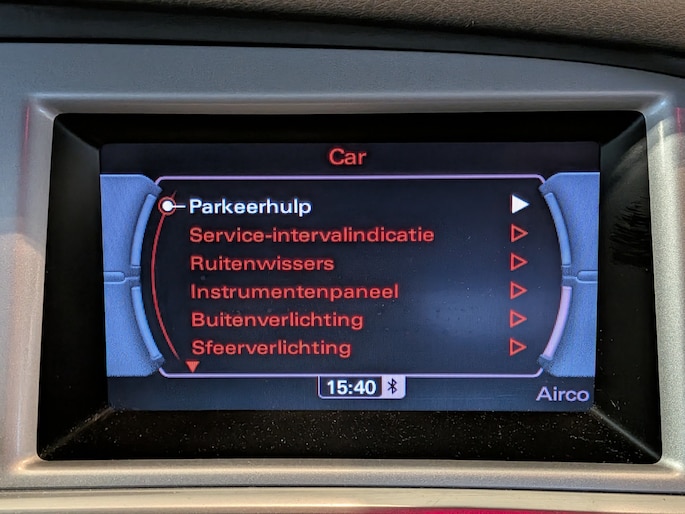 Car
Parkeerhulp
Service-intervalindicatie
Ruitenwissers
Instrumentenpaneel
Buitenverlichting
Sfeerverlichting
15:40
Airco